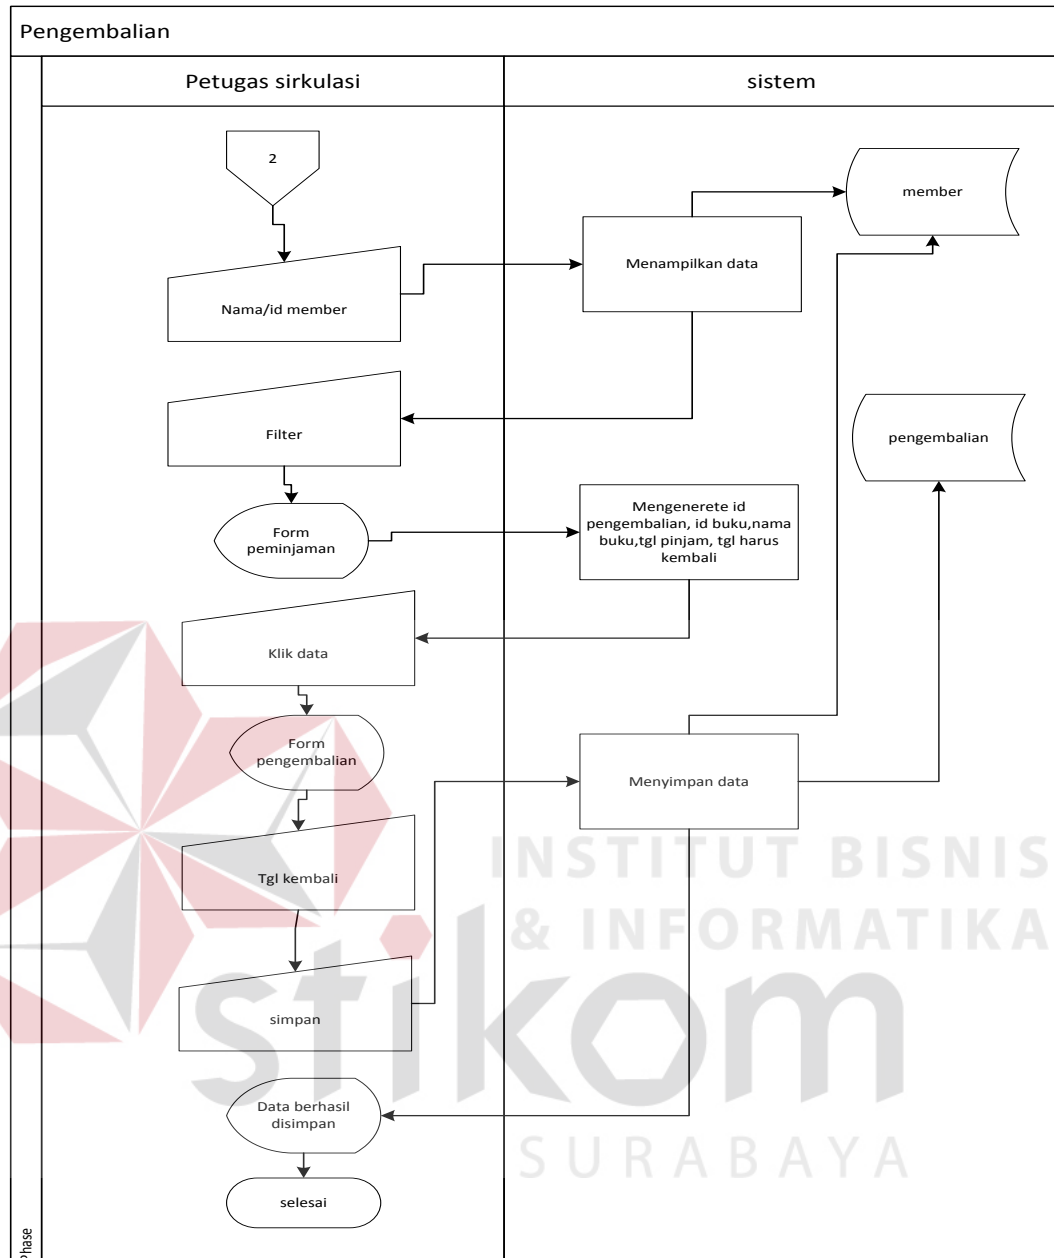 Pengembalian
Petugas sirkulasi
sistem
2
member
Menampilkan data
Nama/id member
Filter
pengembalian
Form
peminjaman
Mengenerete id
pengembalian, id buku,nama
buku,tgl pinjam, tgl harus
kembali
Klik data
Form
pengembalian
Menyimpan data
Tgl kembali
simpan
Data berhasil
disimpan
selesai
Phase
INSTITUT BISNIS
& INFORMATIKA
stikom
SURABAYA